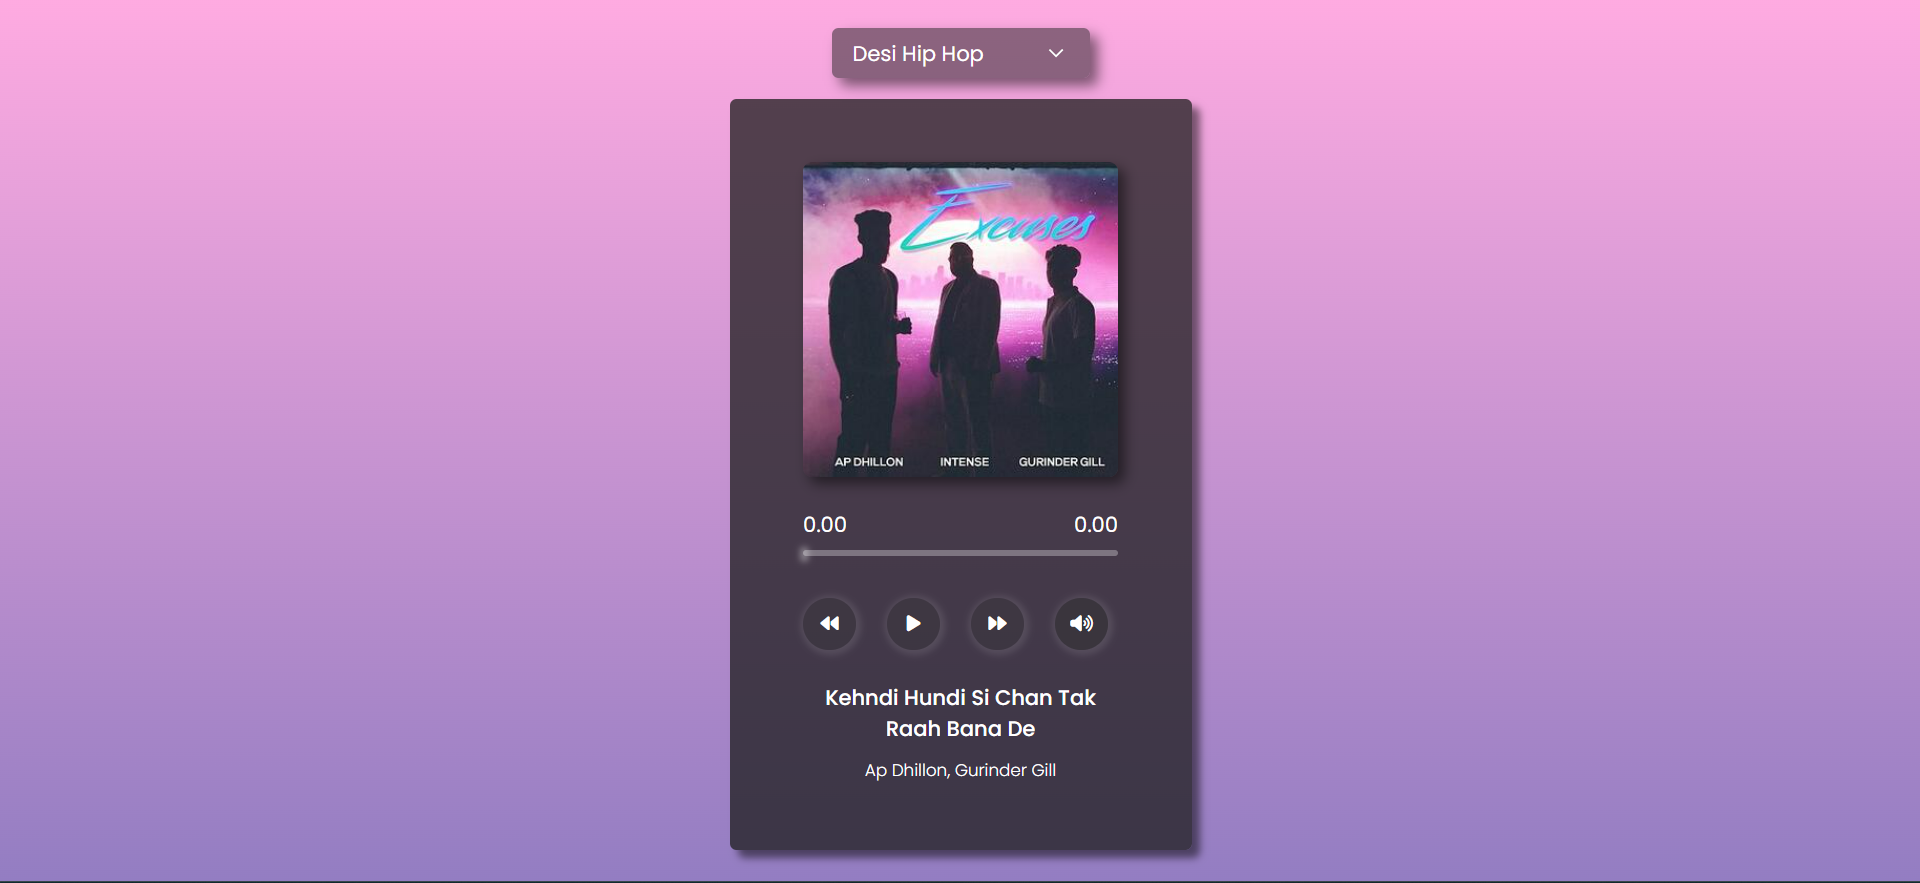 Desi Hip Hop
Excuses
AP DHILLON INTENSE GURINDER GILL
0.00 0.00
Kehndi Hundi Si Chan Tak
Raah Bana De
Ap Dhillon, Gurinder Gill